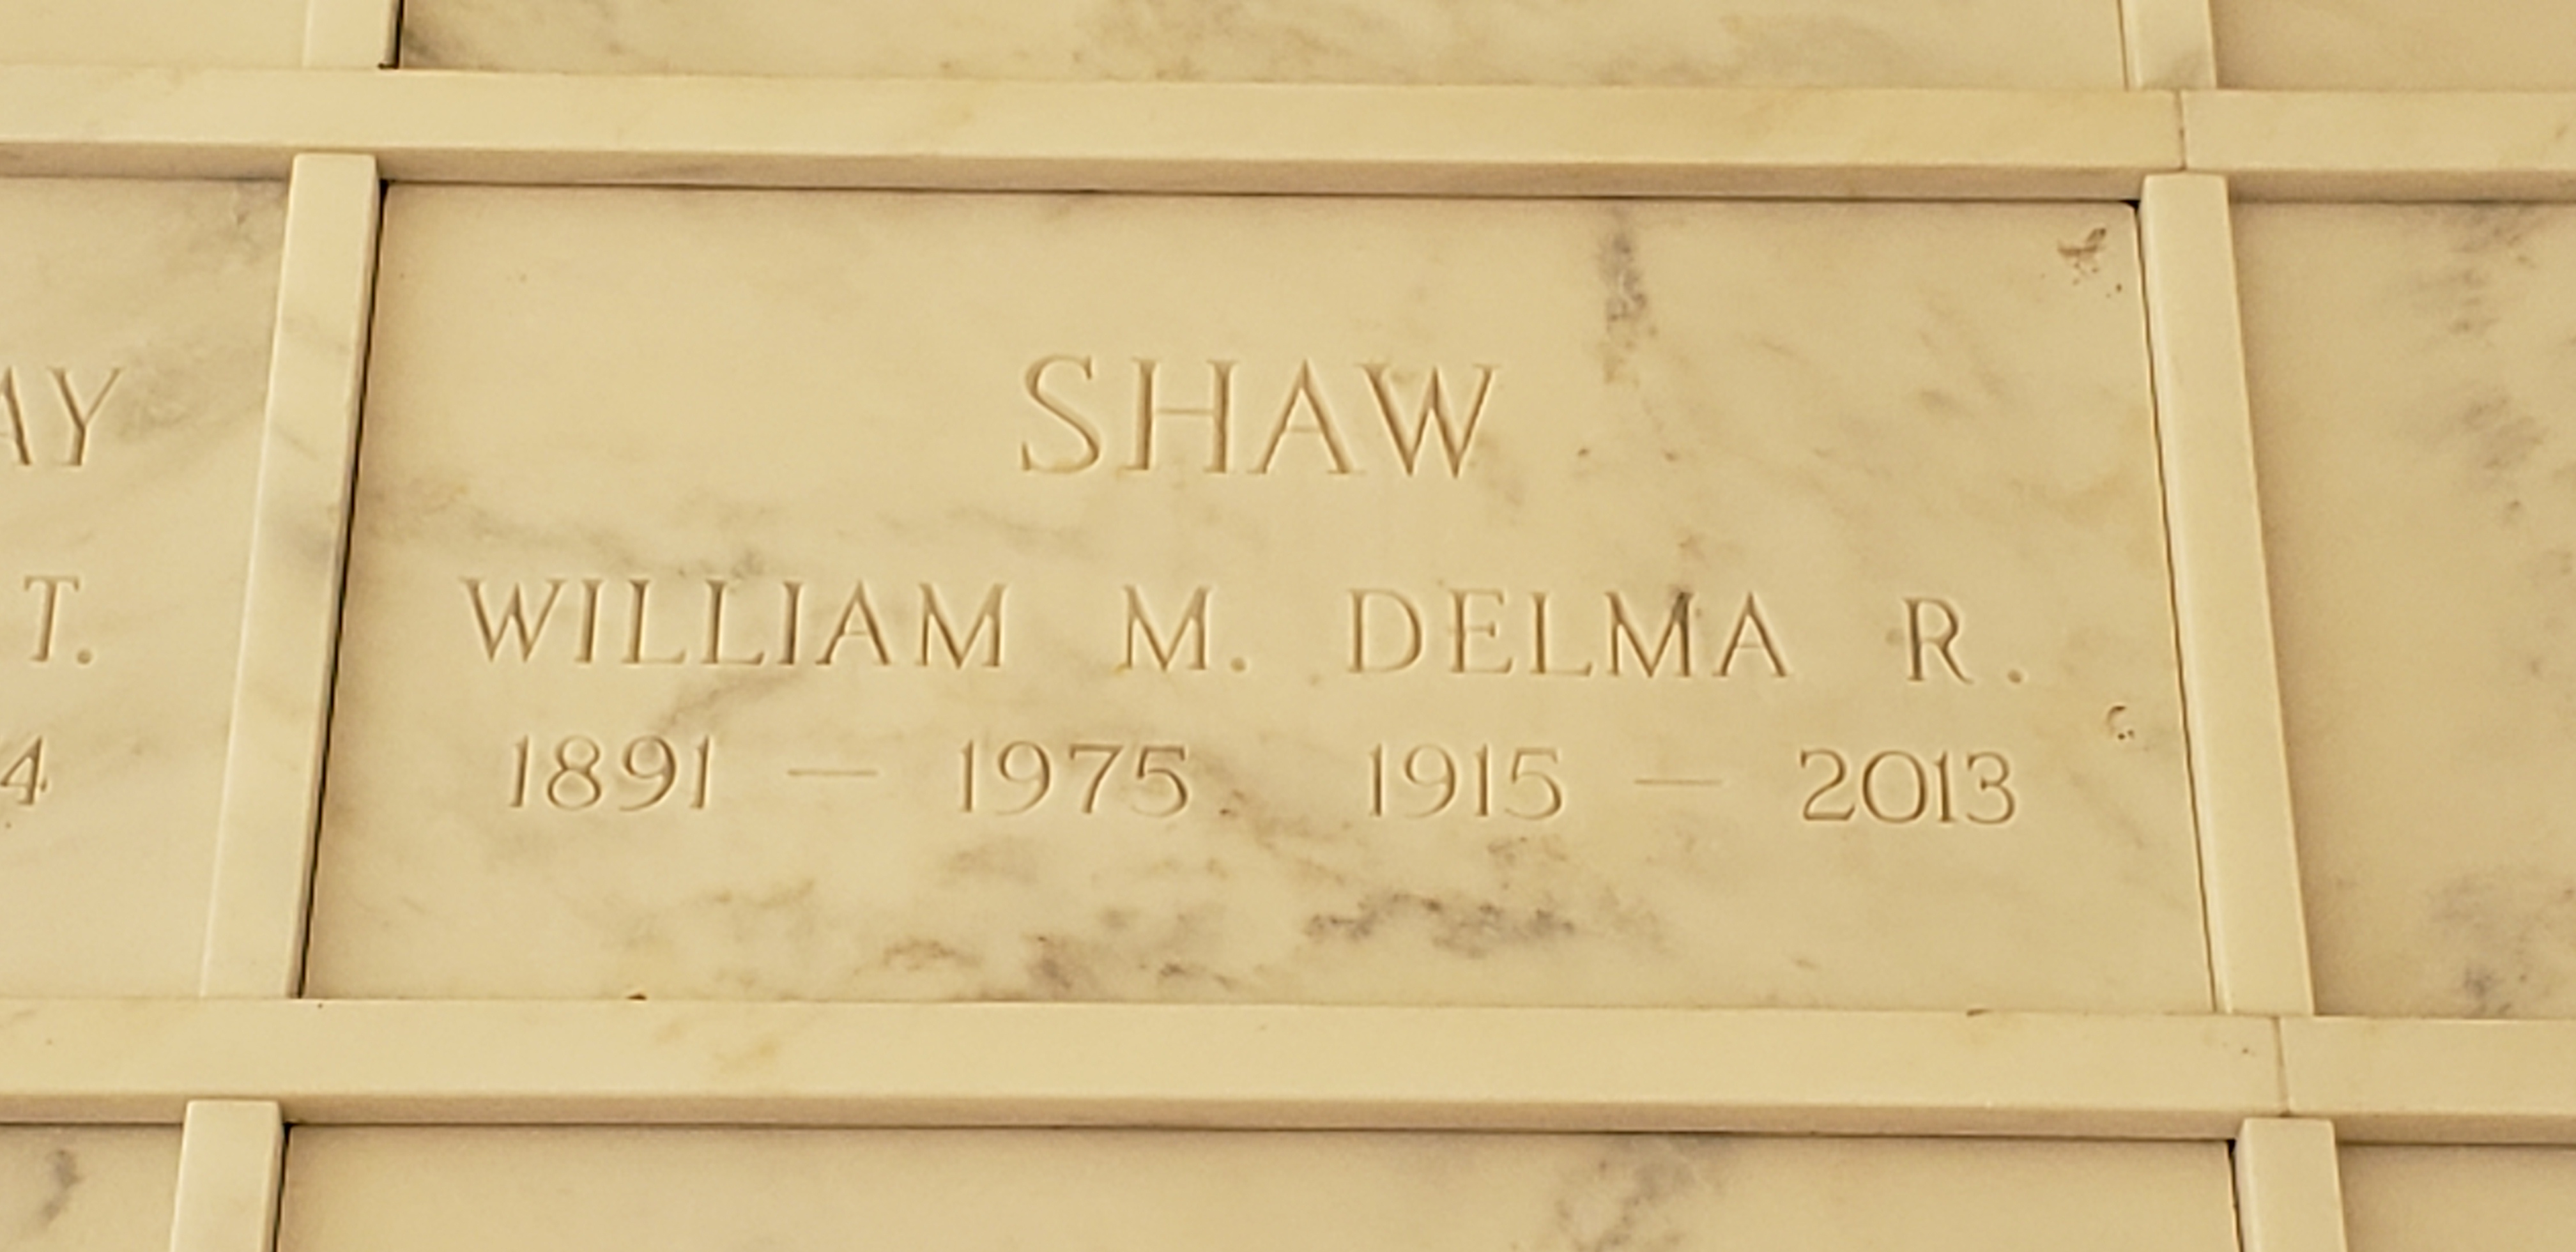 SHAW
WILLIAM M. DELMA R.
1891 — 1975 1915 — 2013
T.